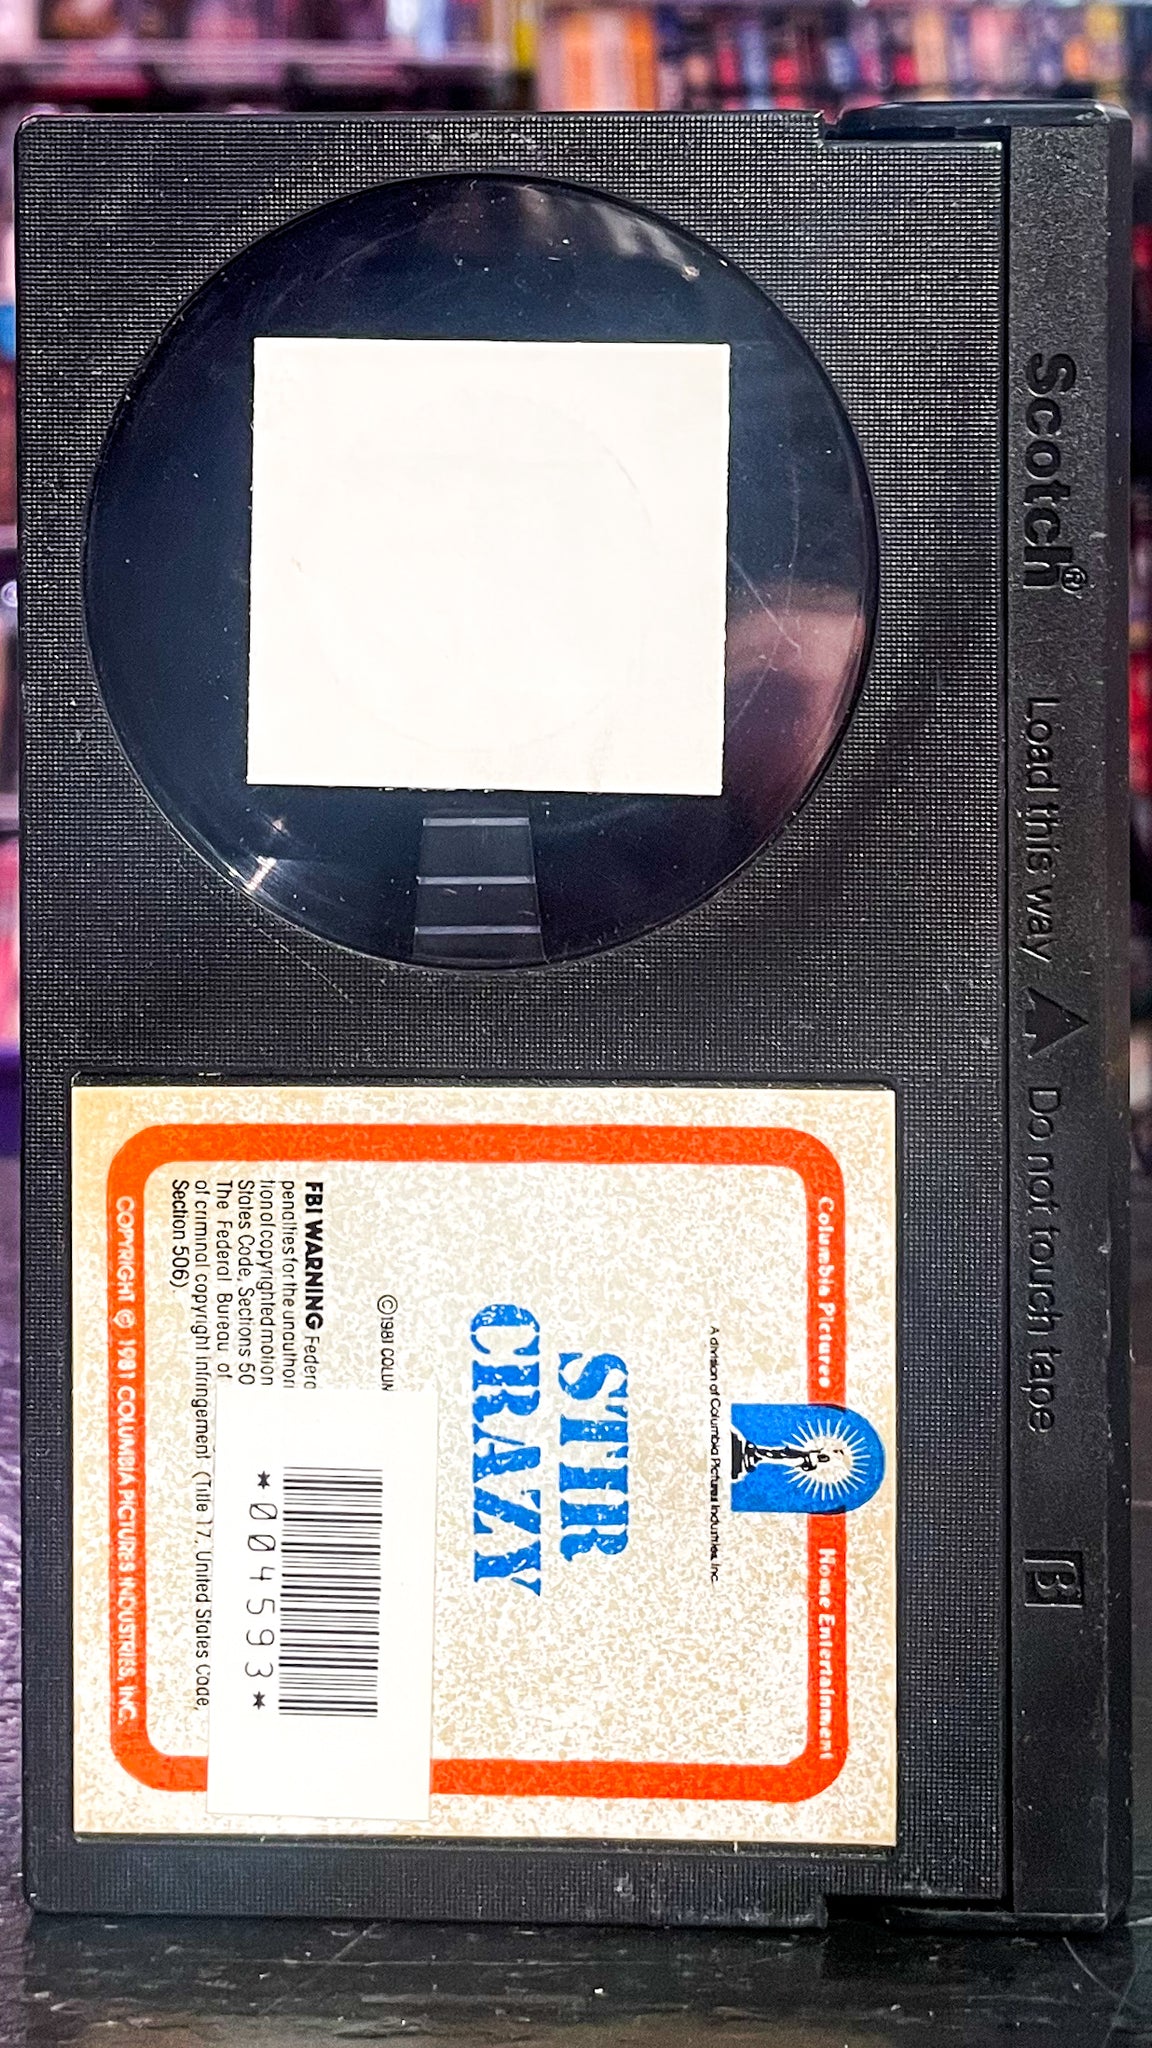 Scotch® Load this way ▲ Do not touch tape β
Columbia Pictures Home Entertainment
A division of Columbia Pictures Industries, Inc.
STIR
CRAZY
©1981 COLUM
FBI WARNING Federa
penalties for the unauthori
tion of copyrighted motion
States Code, Sections 50
The Federal Bureau of
of criminal copyright infringement (Title 17, United States Code,
Section 506).
*004593*
COPYRIGHT © 1981 COLUMBIA PICTURES INDUSTRIES, INC.